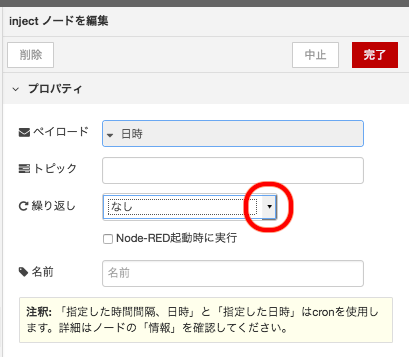 inject ノードを編集
削除
中止
完了
プロパティ
ペイロード
日時
トピック
繰り返し
なし
Node-RED起動時に実行
名前
名前
注釈: 「指定した時間間隔、日時」と「指定した日時」はcronを使用し
ます。詳細はノードの「情報」を確認してください。